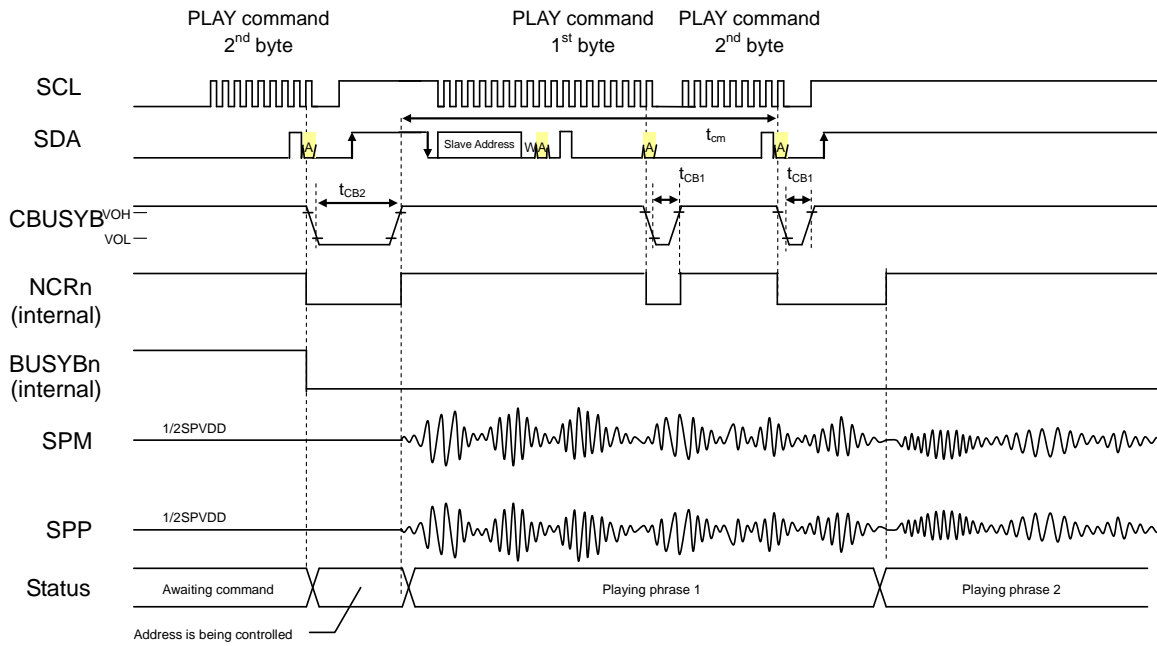 PLAY command
2nd byte
PLAY command
1st byte
PLAY command
2nd byte
SCL
SDA
A
Slave Address
W
A
A
tcm
A
tCB2
tCB1
tCB1
CBUSYB
VOH
VOL
NCRn
(internal)
BUSYBn
(internal)
SPM
1/2SPVDD
SPP
1/2SPVDD
Status
Awaiting command
Playing phrase 1
Playing phrase 2
Address is being controlled